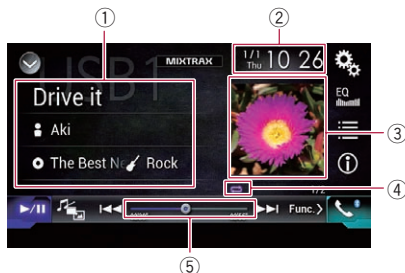 ①
②
USB1
MIXTRAX
1/1
Thu
10 26
Drive it
Aki
The Best
Rock
EQ
③
④
1/2
Func.
⑤